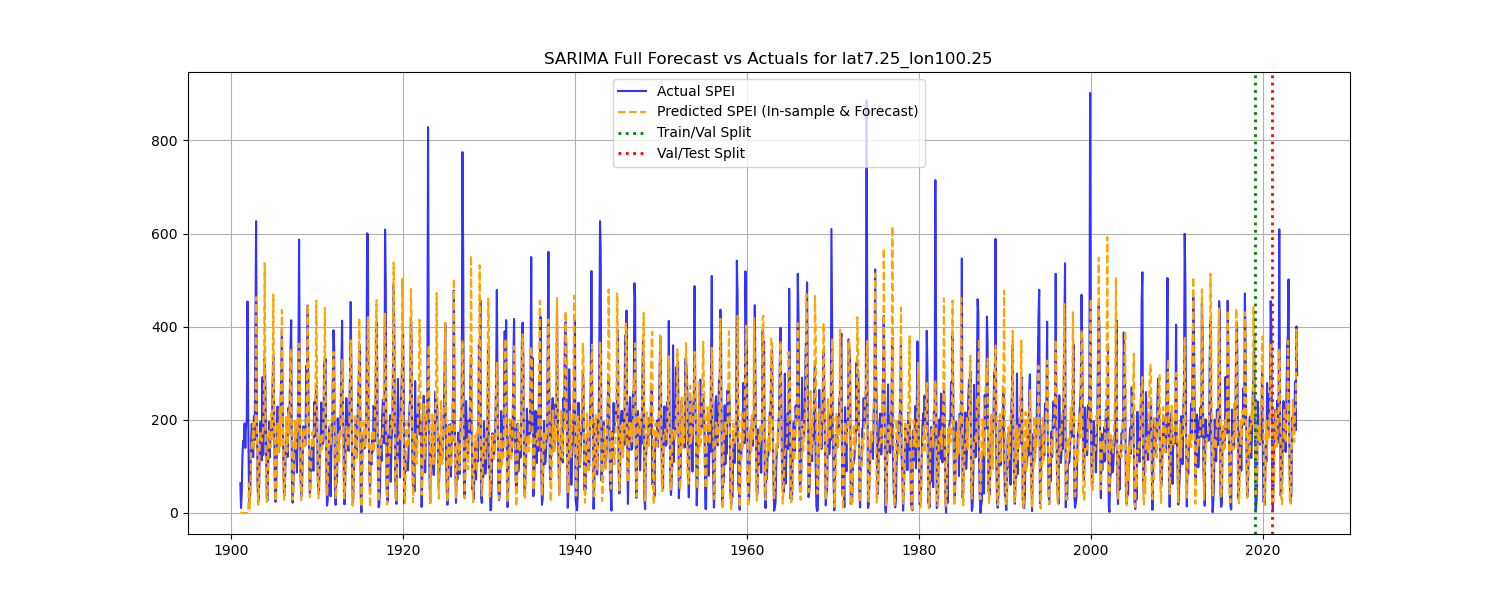 SARIMA Full Forecast vs Actuals for lat7.25_lon100.25
Actual SPEI
Predicted SPEI (In-sample & Forecast)
Train/Val Split
Val/Test Split
800
600
400
200
0
1900
1920
1940
1960
1980
2000
2020